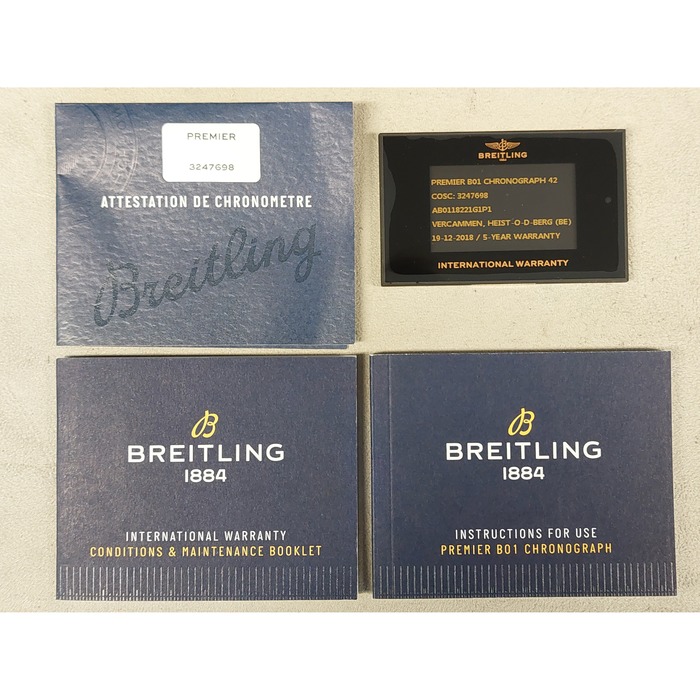 PREMIER
3247698
ATTESTATION DE CHRONOMETRE
Breitling
BREITLING
1884
PREMIER B01 CHRONOGRAPH 42
COSC: 3247698
AB0118221G1P1
VERCAMMEN, HEIST-O-D-BERG (BE)
19-12-2018 / 5-YEAR WARRANTY
INTERNATIONAL WARRANTY
B
BREITLING
1884
INTERNATIONAL WARRANTY
CONDITIONS & MAINTENANCE BOOKLET
B
BREITLING
1884
INSTRUCTIONS FOR USE
PREMIER B01 CHRONOGRAPH